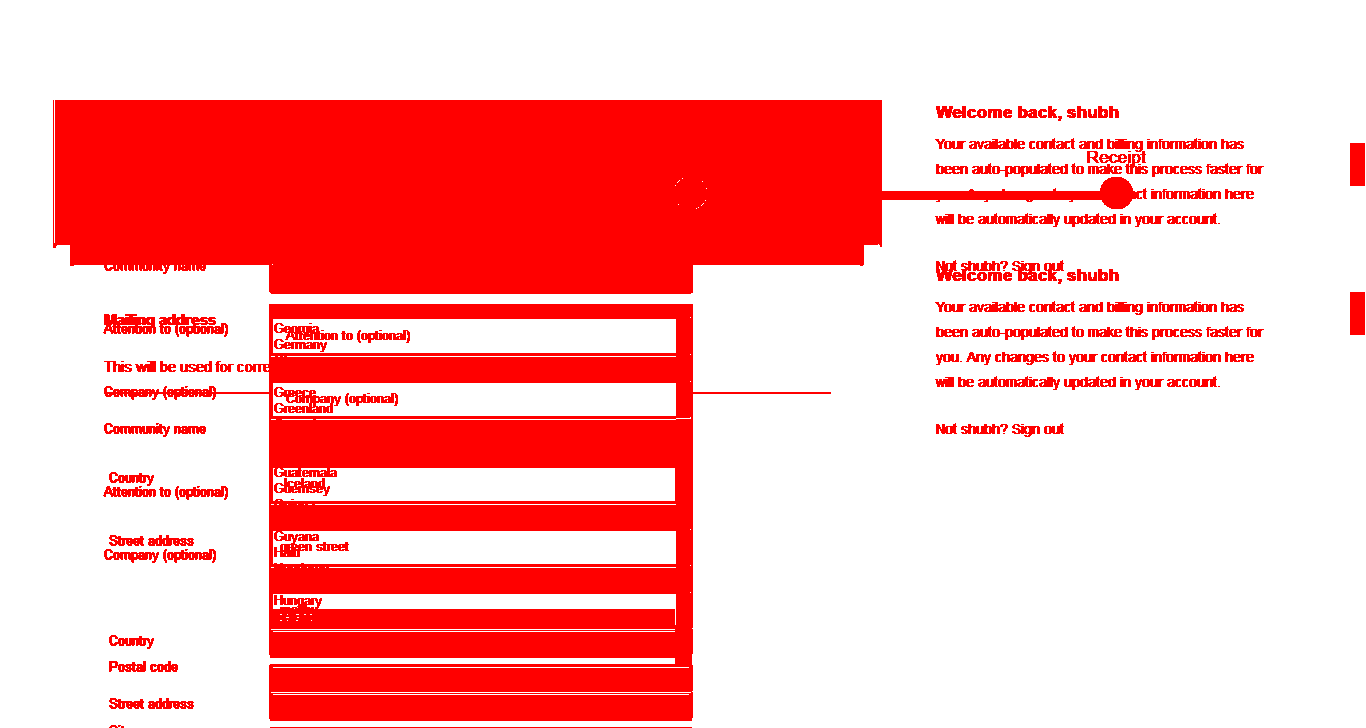 Welcome back, shubh
Your available contact and billing information has
Receipt
been auto-populated to make this process faster for
ct information here
will be automatically updated in your account.
Not shubh? Sign out
Welcome back, shubh
Your available contact and billing information has
been auto-populated to make this process faster for
you. Any changes to your contact information here
will be automatically updated in your account.
Not shubh? Sign out
Community name
Mailing address
Attention to (optional)
Georgia
Attention to (optional)
Germany
This will be used for corre
Company (optional)
Greece
Company (optional)
Greenland
Community name
Country
Guatemala
Iceland
Guernsey
Attention to (optional)
Street address
Guyana
green street
Haiti
Company (optional)
Hungary
Country
Postal code
Street address